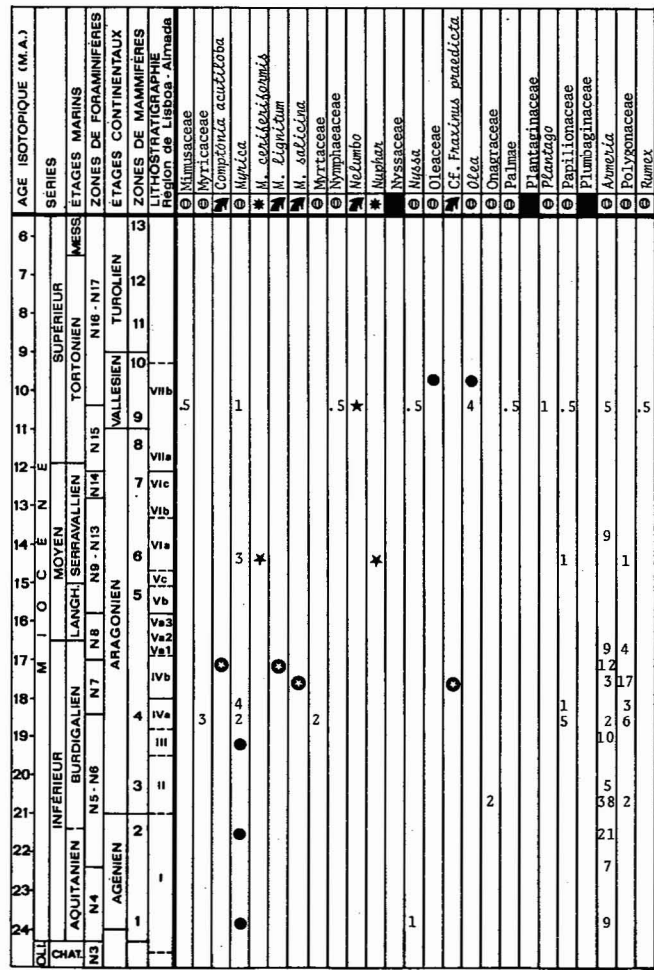 AGE ISOTOPIQUE (M.A.)
SÉRIES
ÉTAGES MARINS
ZONES DE FORAMINIFÈRES
ÉTAGES CONTINENTAUX
ZONES DE MAMMIFÈRES
LITHOSTRATIGRAPHIE
Région de Lisboa - Almada
Mimusaceae
Myricaceae
Comptonia acutiloba
Myrica
M. ceriferiformis
M. lignitum
M. salicina
Myrtaceae
Nymphaeaceae
Nelumbo
Nuphar
Nyssaceae
Nyssa
Oleaceae
Cf. Fraxinus praedicta
Olea
Onagraceae
Palmae
Plantaginaceae
Plantago
Papilionaceae
Plumbaginaceae
Armeria
Polygonaceae
Rumex
6
7
8
9
10
11
12
13
14
15
16
17
18
19
20
21
22
23
24
MIOCÈNE
OLI.
SUPÉRIEUR
MOYEN
INFÉRIEUR
MESS.
TORTONIEN
SERRAVALLIEN
LANGH.
BURDIGALIEN
AQUITANIEN
CHAT.
N16 - N17
N15
N14
N9 - N13
N8
N7
N5 - N6
N4
N3
TUROLIEN
VALLESIEN
ARAGONIEN
AGÉNIEN
13
12
11
10
9
8
7
6
5
4
3
2
1
VIIb
VIIa
VIc
VIb
VIa
Vc
Vb
Va3
Va2
Va1
IVb
IVa
III
II
I
.5 1 .5 .5 4 .5 1 .5 5 .5
9
3 1 1
9 4
12
3 17
4 1 3
3 2 2 5 2 6
10
5
2 38 2
21
7
1 9